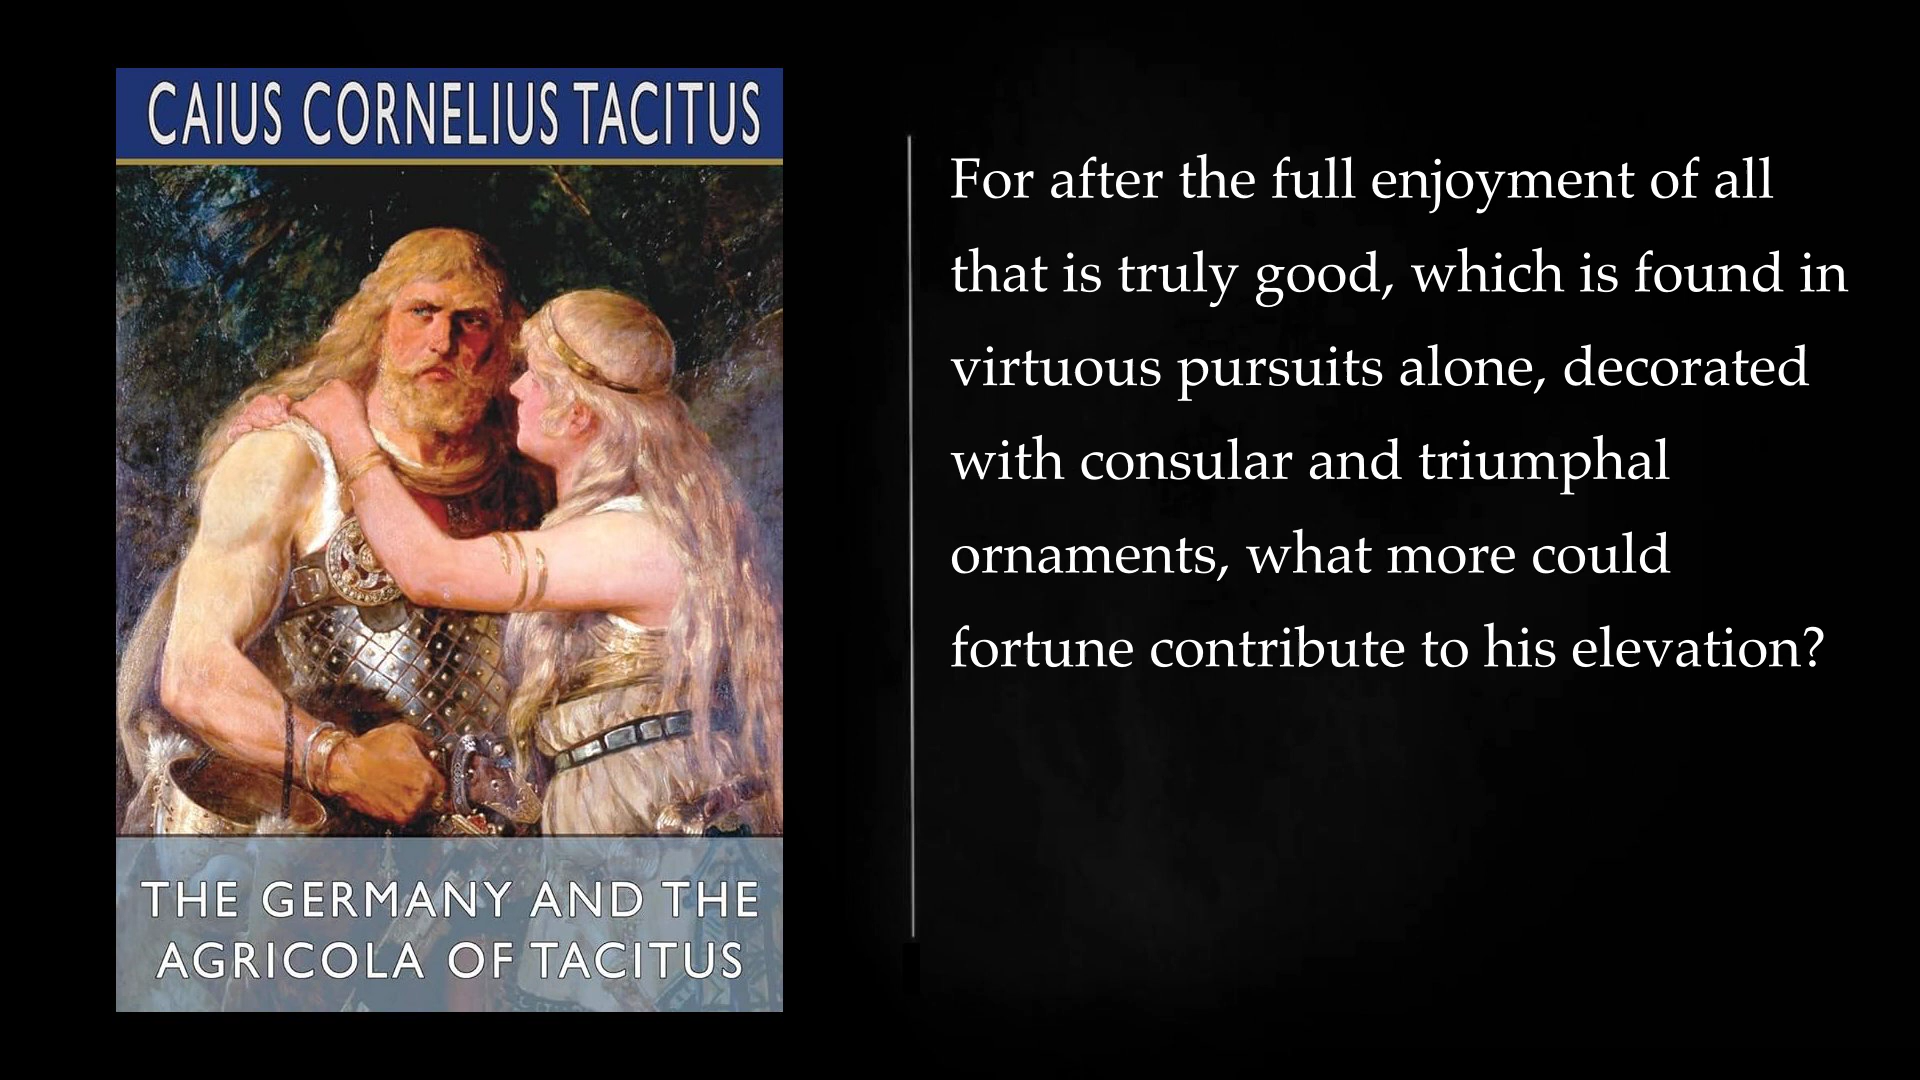 CAIUS CORNELIUS TACITUS
THE GERMANY AND THE
AGRICOLA OF TACITUS
For after the full enjoyment of all
that is truly good, which is found in
virtuous pursuits alone, decorated
with consular and triumphal
ornaments, what more could
fortune contribute to his elevation?